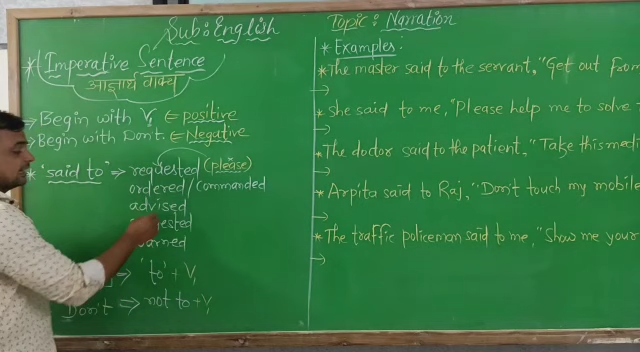 Sub: English
* Imperative Sentence
आज्ञार्थ वाक्य
→ Begin with V₁ ⇐ positive
→ Begin with Don't. ⇐ Negative
* "said to" → requested (please)
ordered/commanded
advised
⇒ 'to' + V₁
Don't ⇒ not to + V₁
Topic: Narration
* Examples:
* The master said to the servant, "Get out from
→
* She said to me, "Please help me to solve
→
* The doctor said to the patient, "Take this medi
→
* Arpita said to Raj, "Don't touch my mobile
→
* The traffic policeman said to me, "Show me your
→